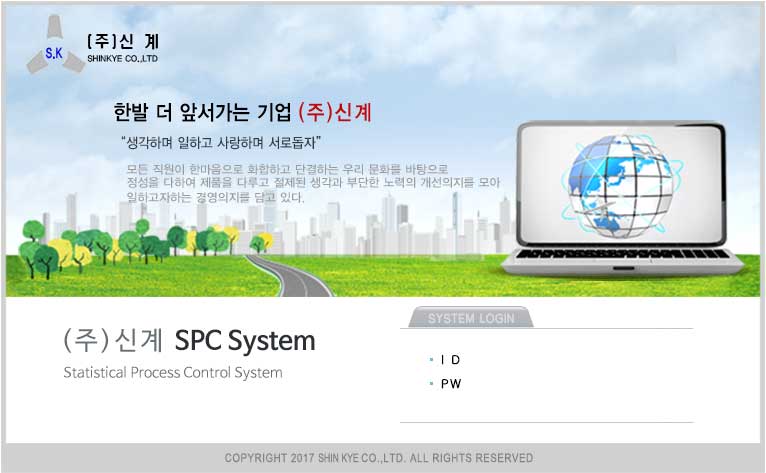 S.K
(주)신 계
SHINKYE CO.,LTD
한발 더 앞서가는 기업 (주)신계
“생각하며 일하고 사랑하며 서로돕자”
모든 직원이 한마음으로 화합하고 단결하는 우리 문화를 바탕으로
정성을 다하여 제품을 다루고 절제된 생각과 부단한 노력의 개선의지를 모아
일하고자하는 경영의지를 담고 있다.
(주)신계 SPC System
Statistical Process Control System
SYSTEM LOGIN
I D
PW
COPYRIGHT 2017 SHIN KYE CO.,LTD. ALL RIGHTS RESERVED